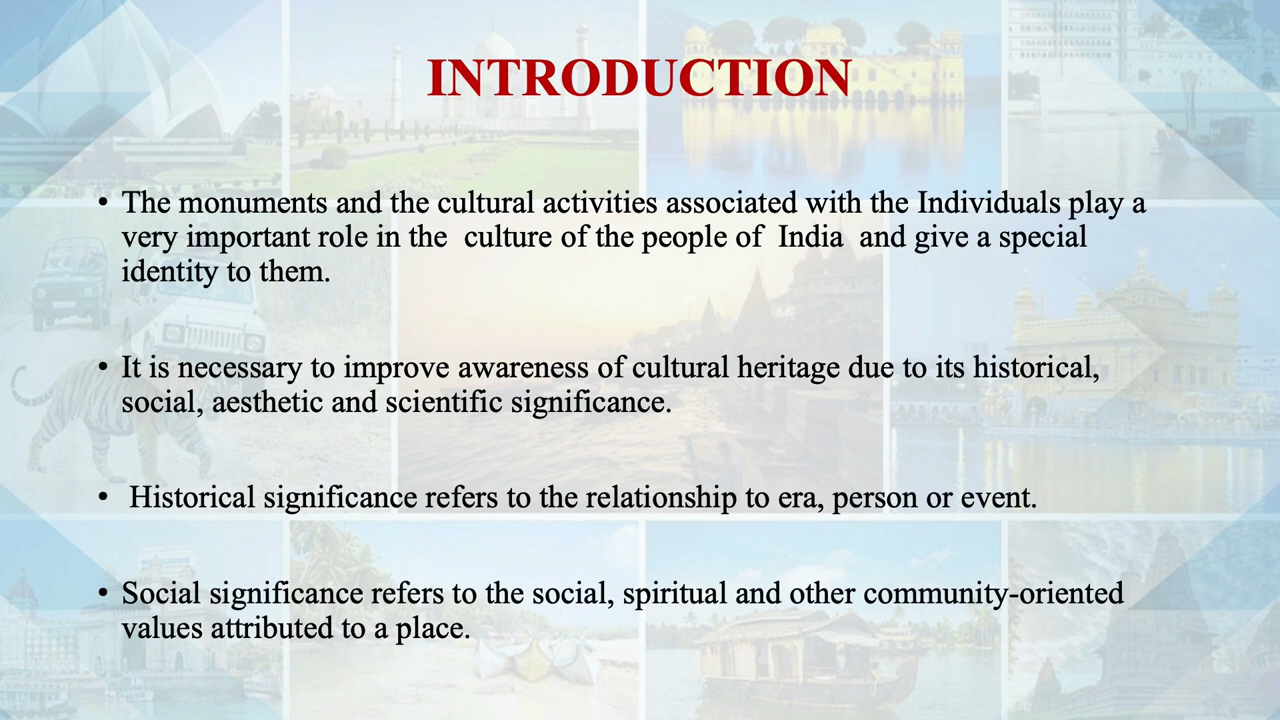 INTRODUCTION
• The monuments and the cultural activities associated with the Individuals play a
very important role in the  culture of the people of  India  and give a special
identity to them.
• It is necessary to improve awareness of cultural heritage due to its historical,
social, aesthetic and scientific significance.
•  Historical significance refers to the relationship to era, person or event.
• Social significance refers to the social, spiritual and other community-oriented
values attributed to a place.